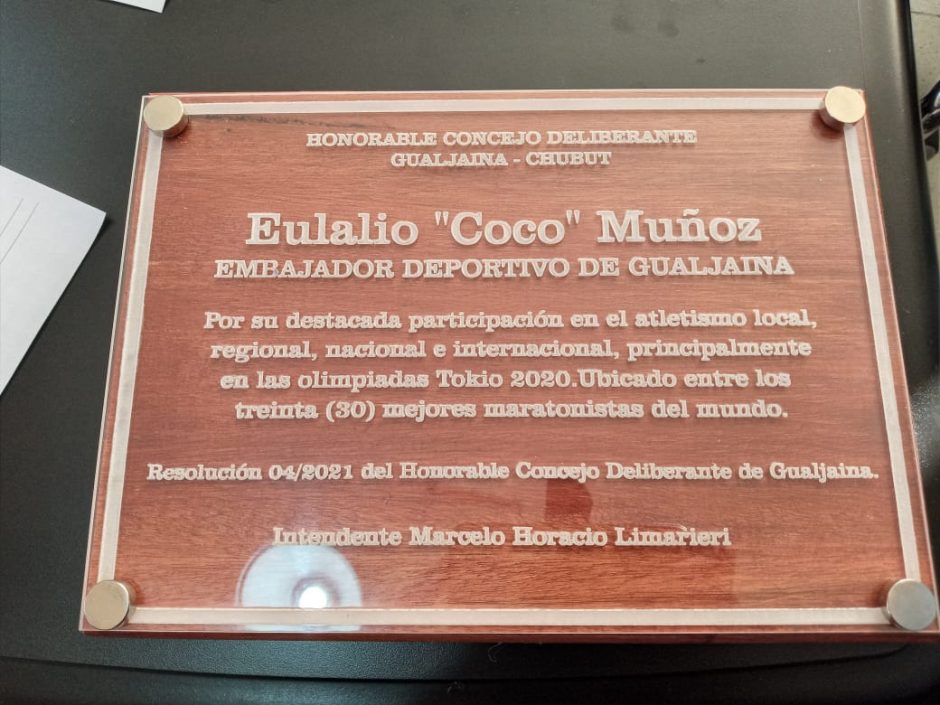 HONORABLE CONCEJO DELIBERANTE
GUALJAINA - CHUBUT
Eulalio "Coco" Muñoz
EMBAJADOR DEPORTIVO DE GUALJAINA
Por su destacada participación en el atletismo local,
regional, nacional e internacional, principalmente
en las olimpiadas Tokio 2020.Ubicado entre los
treinta (30) mejores maratonistas del mundo.
Resolución 04/2021 del Honorable Concejo Deliberante de Gualjaina.
Intendente Marcelo Horacio Limarieri